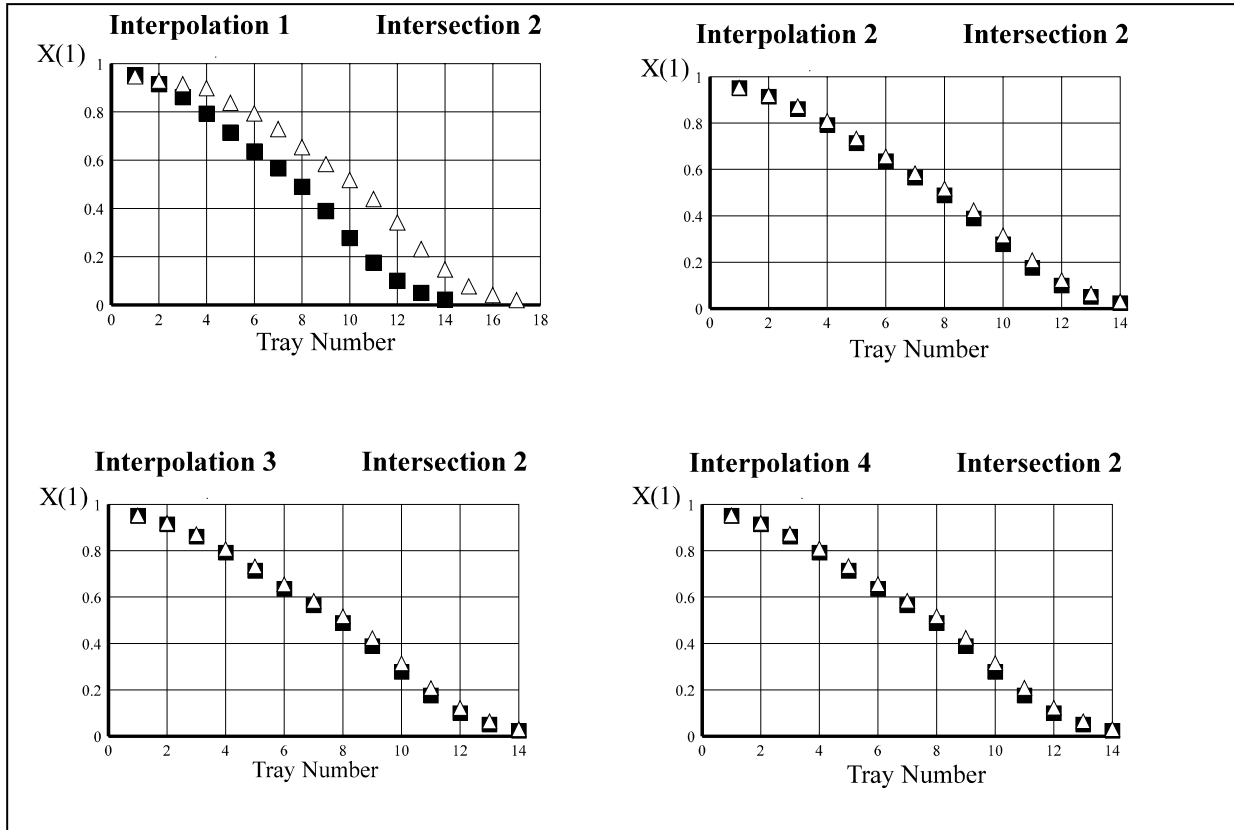 Interpolation 1 Intersection 2
X(1)
1
0.8
0.6
0.4
0.2
0
0 2 4 6 8 10 12 14 16 18
Tray Number
Interpolation 2 Intersection 2
X(1)
1
0.8
0.6
0.4
0.2
0
0 2 4 6 8 10 12 14
Tray Number
Interpolation 3 Intersection 2
X(1)
1
0.8
0.6
0.4
0.2
0
0 2 4 6 8 10 12 14
Tray Number
Interpolation 4 Intersection 2
X(1)
1
0.8
0.6
0.4
0.2
0
0 2 4 6 8 10 12 14
Tray Number